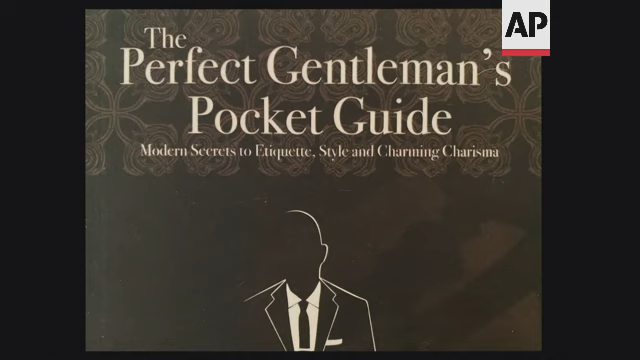 AP
The
Perfect Gentleman's
Pocket Guide
Modern Secrets to Etiquette, Style and Charming Charisma